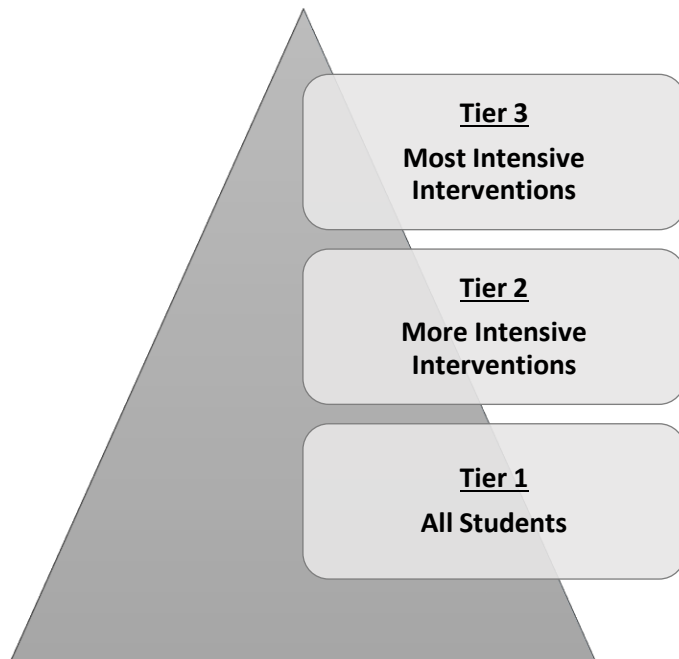 Tier 3
Most Intensive
Interventions
Tier 2
More Intensive
Interventions
Tier 1
All Students